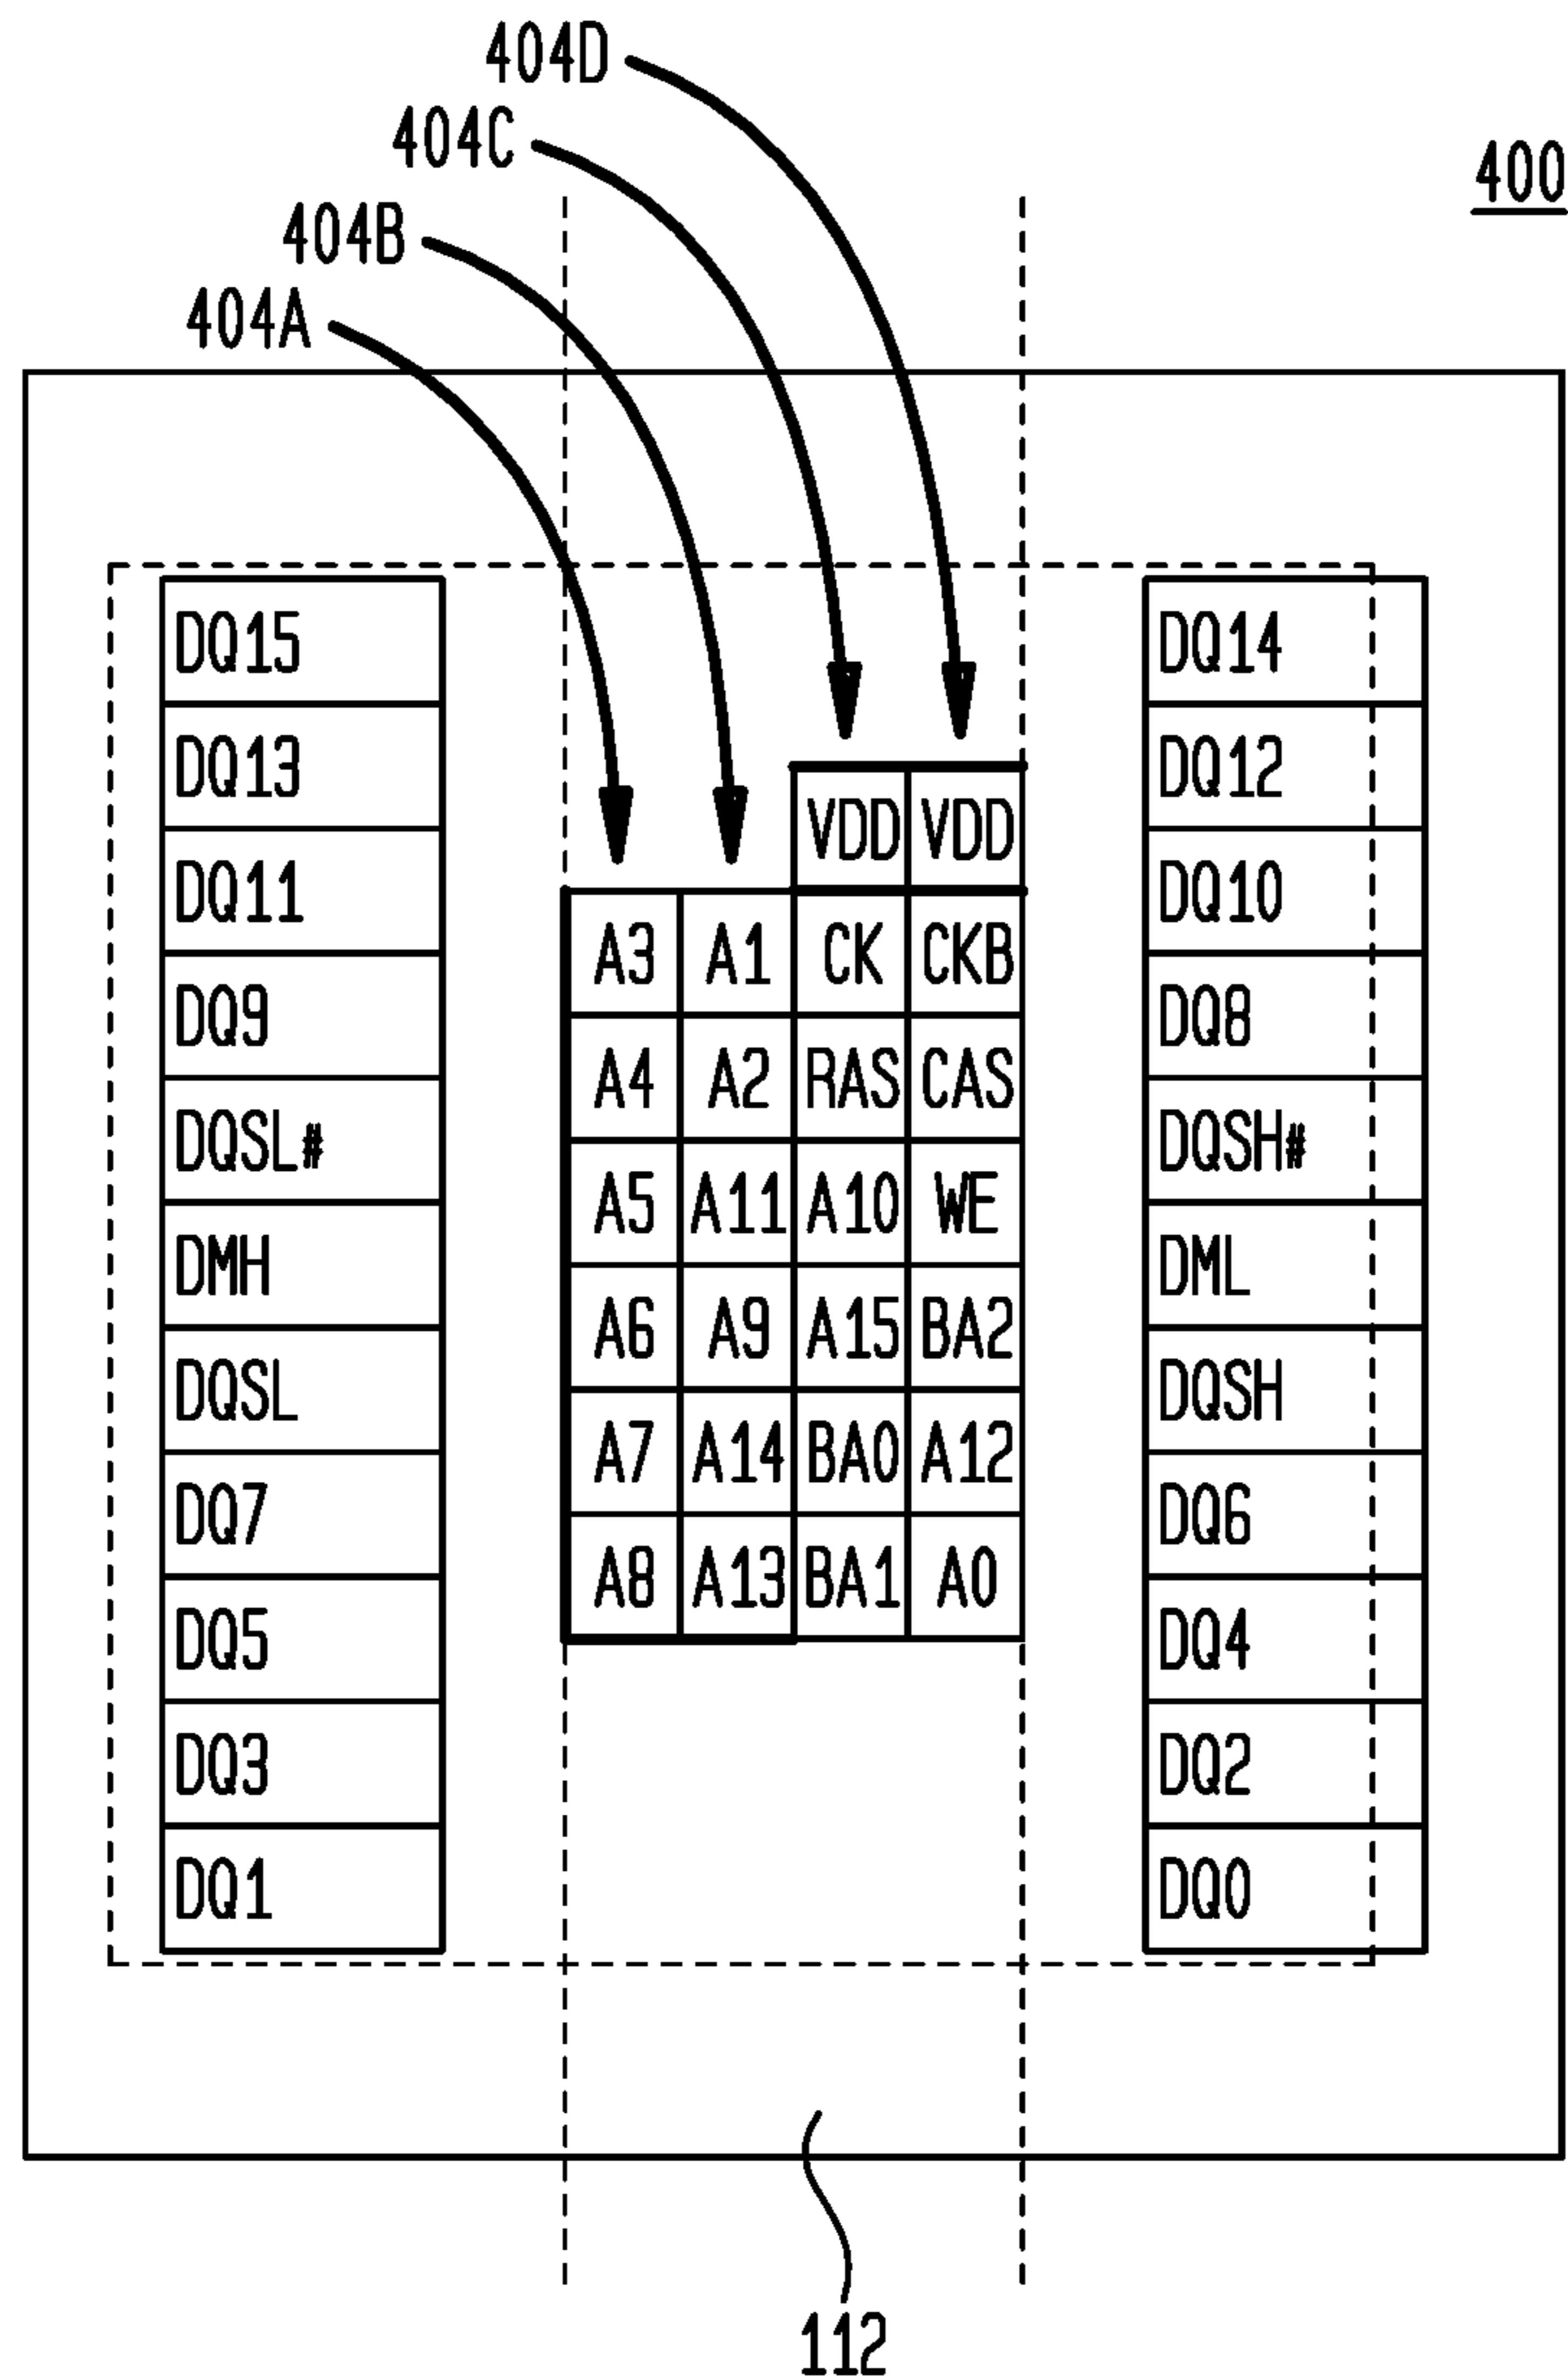 404D
404C
400
404B
404A
DQ15 DQ14
DQ13 VDD VDD DQ12
DQ11 A3 A1 CK CKB DQ10
DQ9 A4 A2 RAS CAS DQ8
DQSL# A5 A11 A10 WE DQSH#
DMH A6 A9 A15 BA2 DML
DQSL A7 A14 BA0 A12 DQSH
DQ7 A8 A13 BA1 A0 DQ6
DQ5 DQ4
DQ3 DQ2
DQ1 DQ0
112